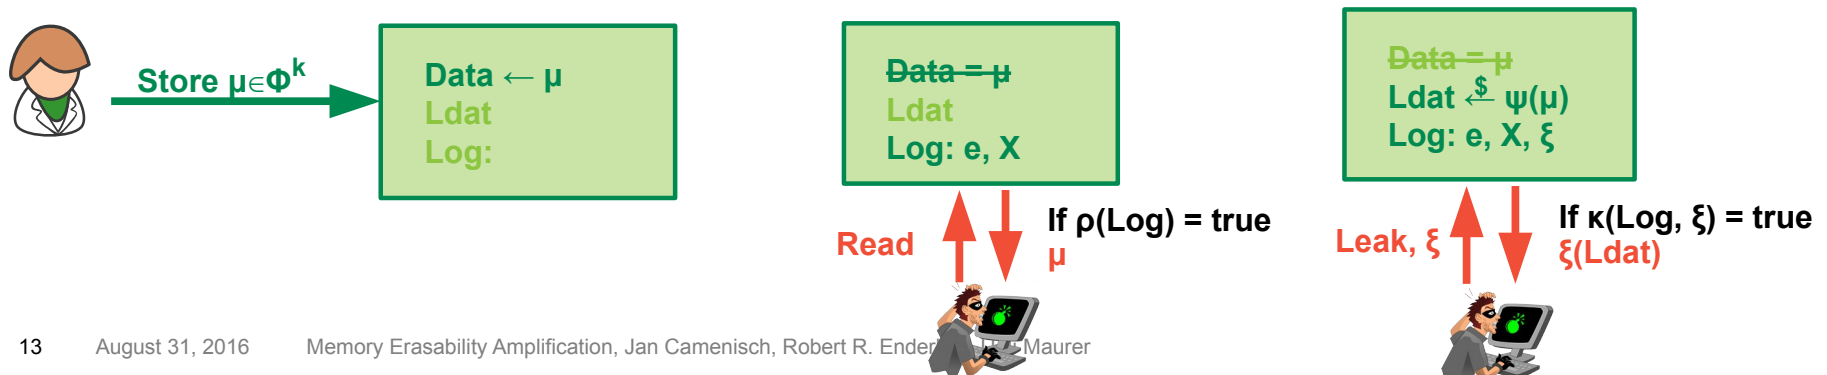 Store μ∈Φᵏ
Data ← μ
Ldat
Log:
Data = μ
Ldat
Log: e, X
Read
If ρ(Log) = true
μ
Data = μ
Ldat ←$ ψ(μ)
Log: e, X, ξ
Leak, ξ
If κ(Log, ξ) = true
ξ(Ldat)
13 August 31, 2016 Memory Erasability Amplification, Jan Camenisch, Robert R. Maurer